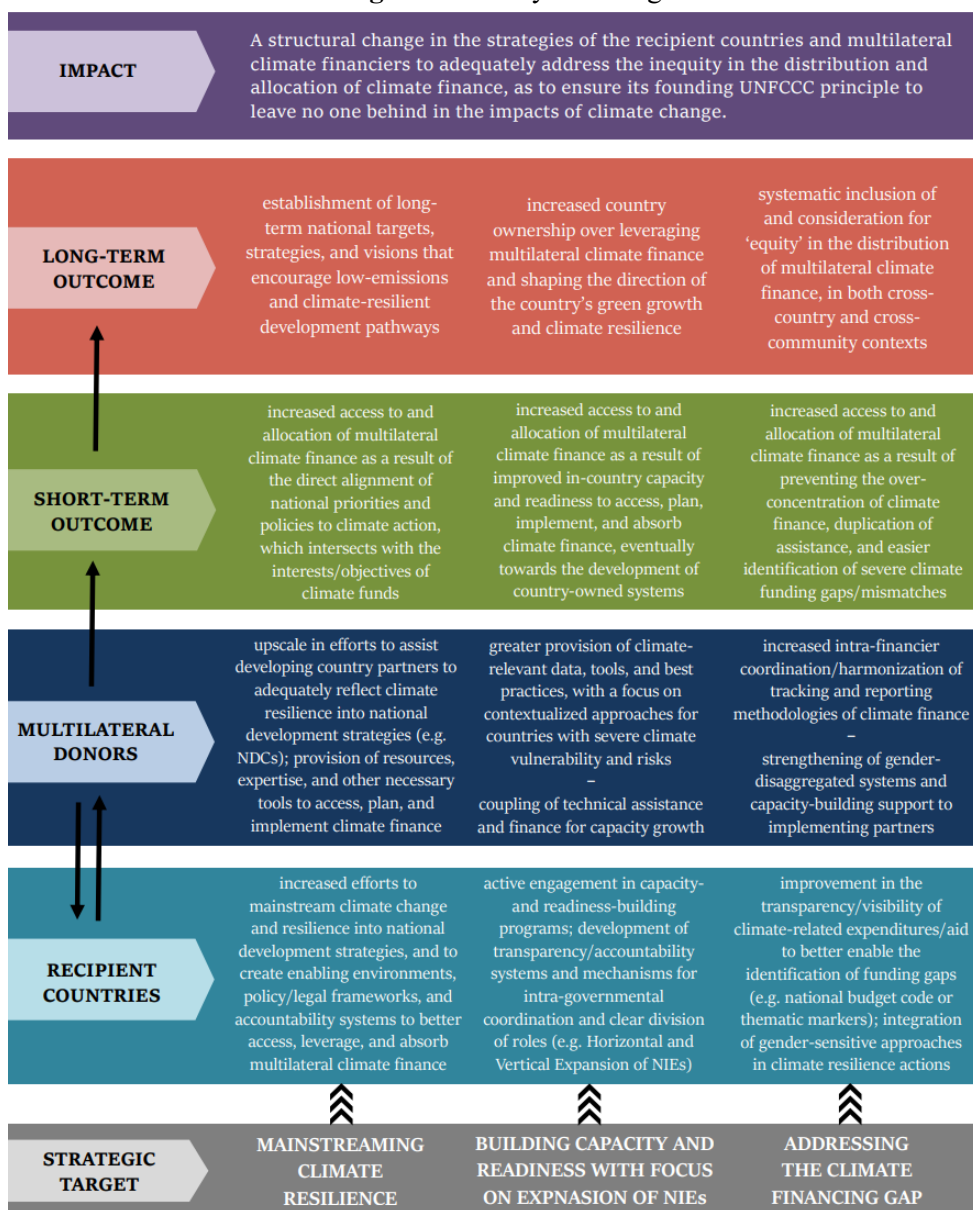 IMPACT
A structural change in the strategies of the recipient countries and multilateral
climate financiers to adequately address the inequity in the distribution and
allocation of climate finance, as to ensure its founding UNFCCC principle to
leave no one behind in the impacts of climate change.
LONG-TERM
OUTCOME
establishment of long-
term national targets,
strategies, and visions that
encourage low-emissions
and climate-resilient
development pathways
increased country
ownership over leveraging
multilateral climate finance
and shaping the direction of
the country's green growth
and climate resilience
systematic inclusion of
and consideration for
'equity' in the distribution
of multilateral climate
finance, in both cross-
country and cross-
community contexts
SHORT-TERM
OUTCOME
increased access to and
allocation of multilateral
climate finance as a result of
the direct alignment of
national priorities and
policies to climate action,
which intersects with the
interests/objectives of
climate funds
increased access to and
allocation of multilateral
climate finance as a result of
improved in-country capacity
and readiness to access, plan,
implement, and absorb
climate finance, eventually
towards the development of
country-owned systems
increased access to and
allocation of multilateral
climate finance as a result of
preventing the over-
concentration of climate
finance, duplication of
assistance, and easier
identification of severe climate
funding gaps/mismatches
MULTILATERAL
DONORS
upscale in efforts to assist
developing country partners to
adequately reflect climate
resilience into national
development strategies (e.g.
NDCs); provision of resources,
expertise, and other necessary
tools to access, plan, and
implement climate finance
greater provision of climate-
relevant data, tools, and best
practices, with a focus on
contextualized approaches for
countries with severe climate
vulnerability and risks
–
coupling of technical assistance
and finance for capacity growth
increased intra-financier
coordination/harmonization of
tracking and reporting
methodologies of climate finance
–
strengthening of gender-
disaggregated systems and
capacity-building support to
implementing partners
RECIPIENT
COUNTRIES
increased efforts to
mainstream climate change
and resilience into national
development strategies, and to
create enabling environments,
policy/legal frameworks, and
accountability systems to better
access, leverage, and absorb
multilateral climate finance
active engagement in capacity-
and readiness-building
programs; development of
transparency/accountability
systems and mechanisms for
intra-governmental
coordination and clear division
of roles (e.g. Horizontal and
Vertical Expansion of NIEs)
improvement in the
transparency/visibility of
climate-related expenditures/aid
to better enable the
identification of funding gaps
(e.g. national budget code or
thematic markers); integration
of gender-sensitive approaches
in climate resilience actions
STRATEGIC
TARGET
MAINSTREAMING
CLIMATE
RESILIENCE
BUILDING CAPACITY AND
READINESS WITH FOCUS
ON EXPNASION OF NIEs
ADDRESSING
THE CLIMATE
FINANCING GAP